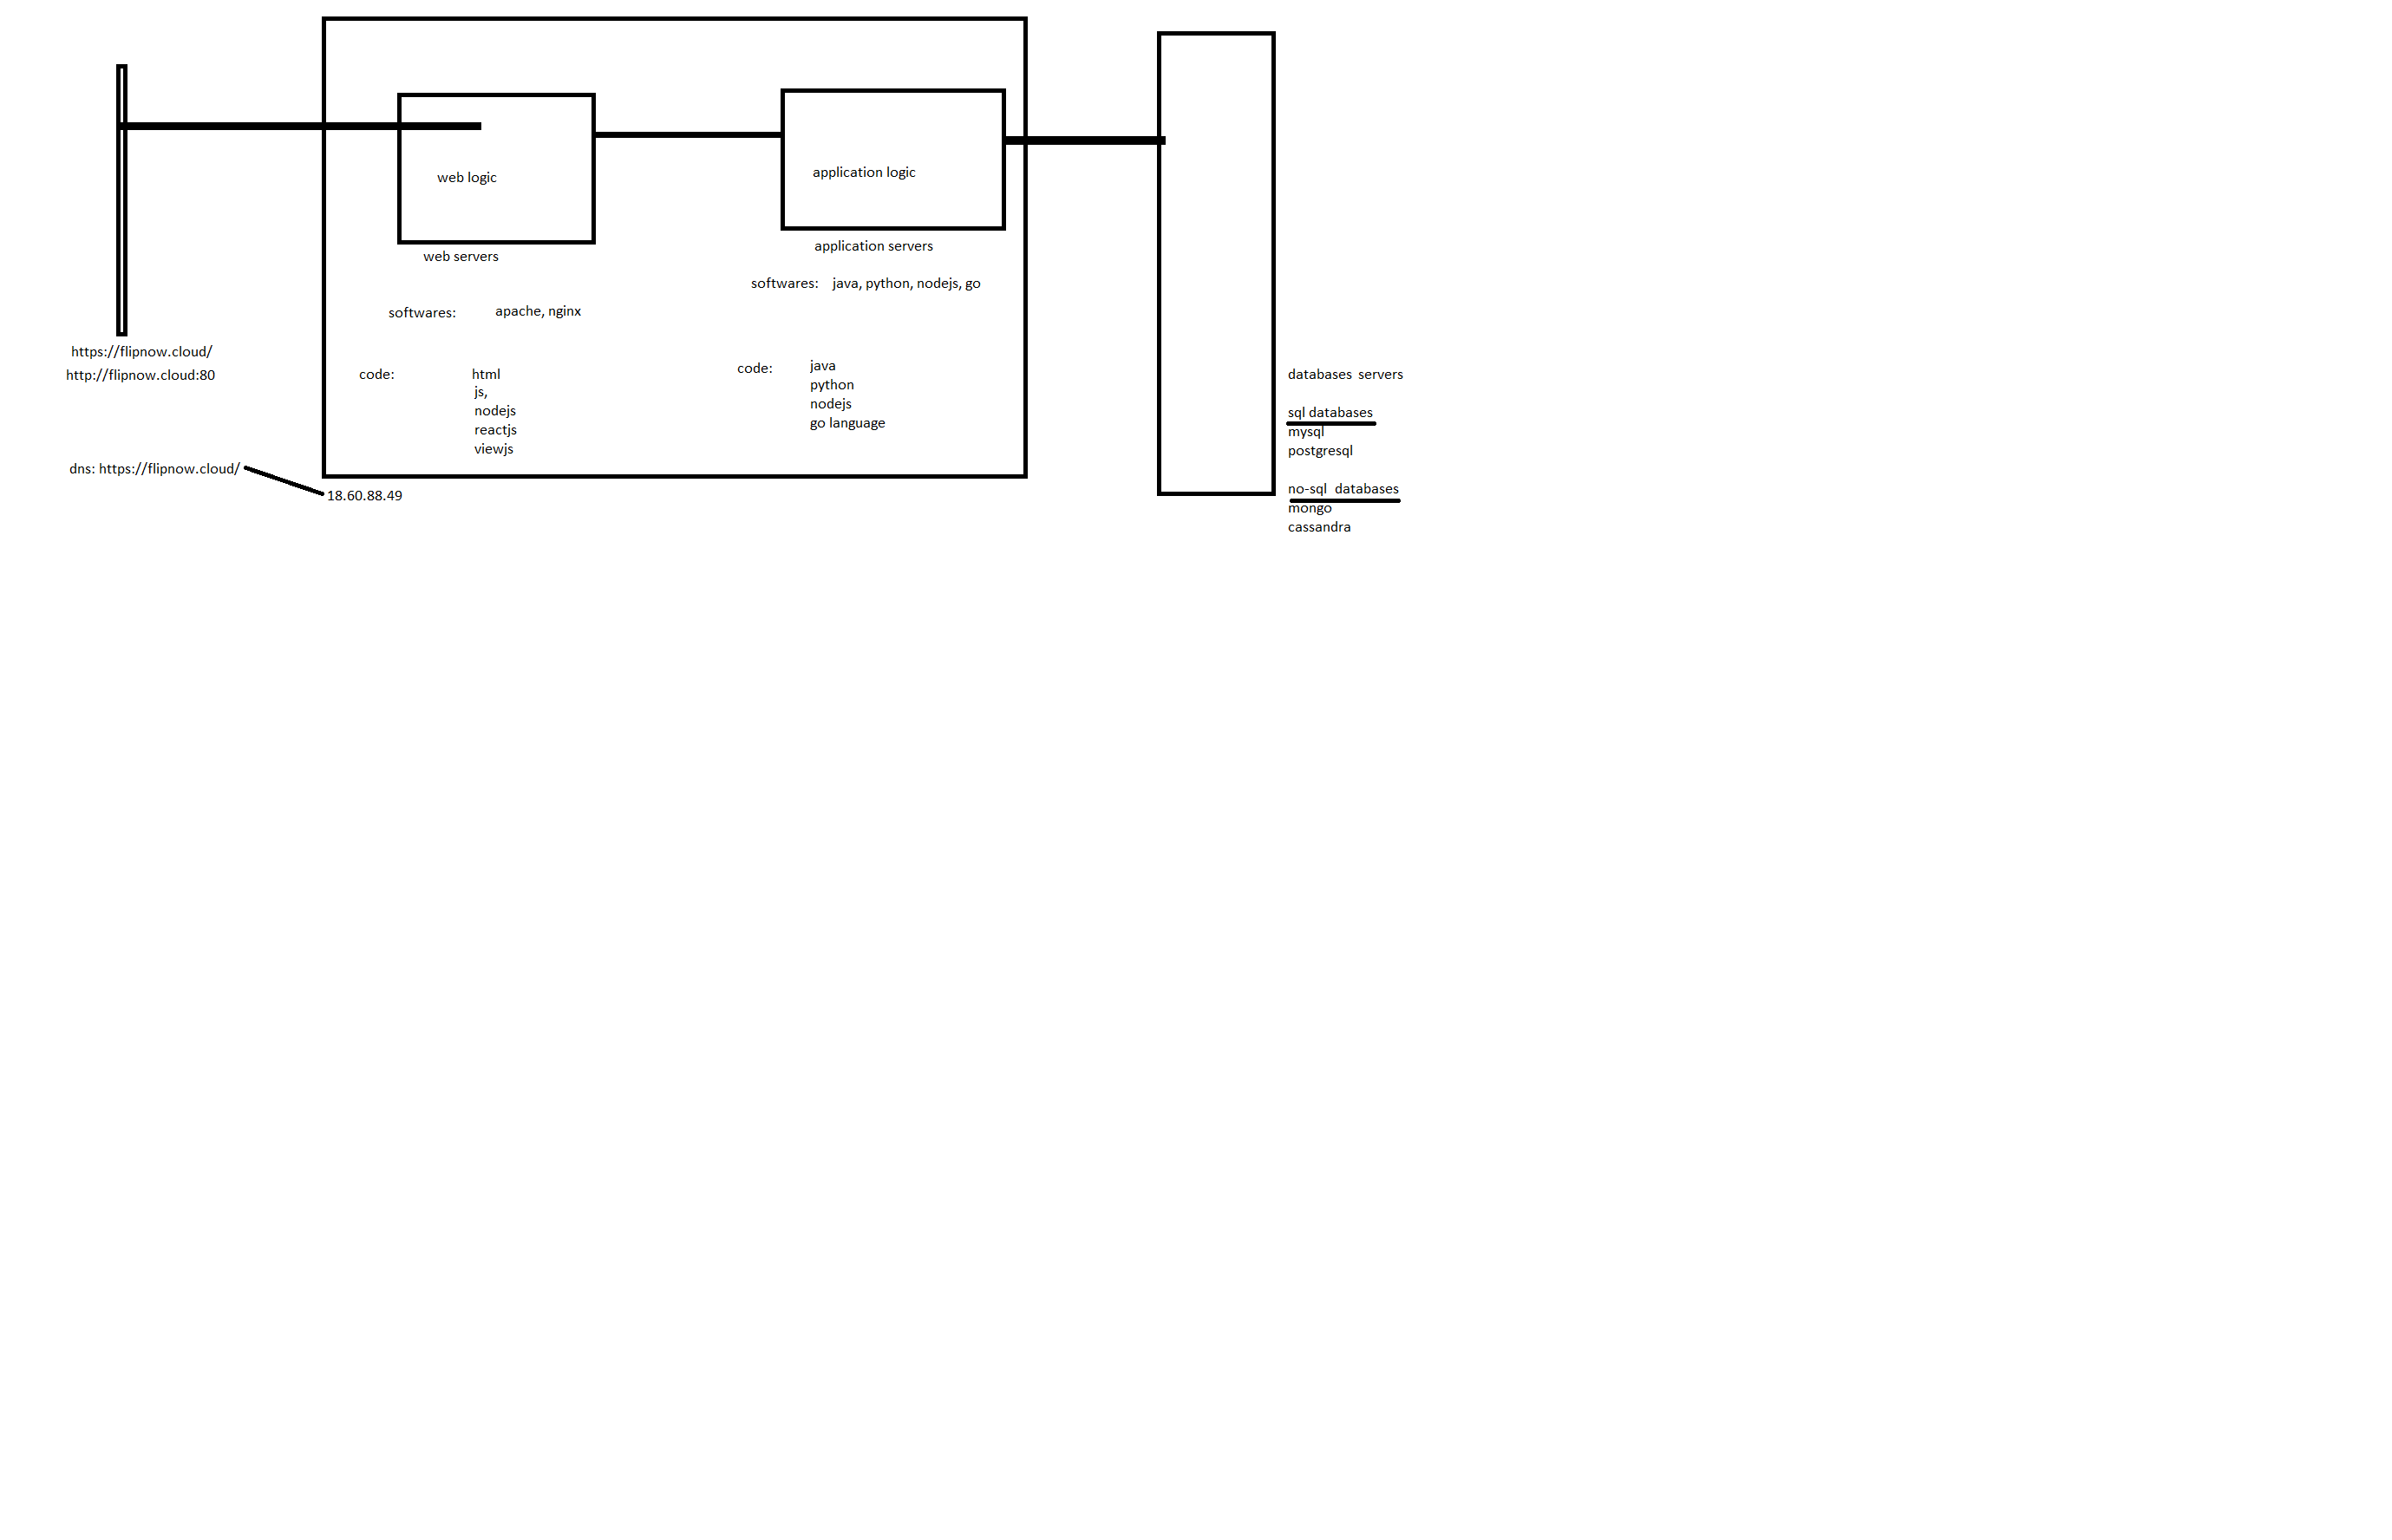 web logic
web servers
softwares: apache, nginx
code: html
js,
nodejs
reactjs
viewjs
application logic
application servers
softwares: java, python, nodejs, go
code: java
python
nodejs
go language
https://flipnow.cloud/
http://flipnow.cloud:80
dns: https://flipnow.cloud/
18.60.88.49
databases servers
sql databases
mysql
postgresql
no-sql databases
mongo
cassandra